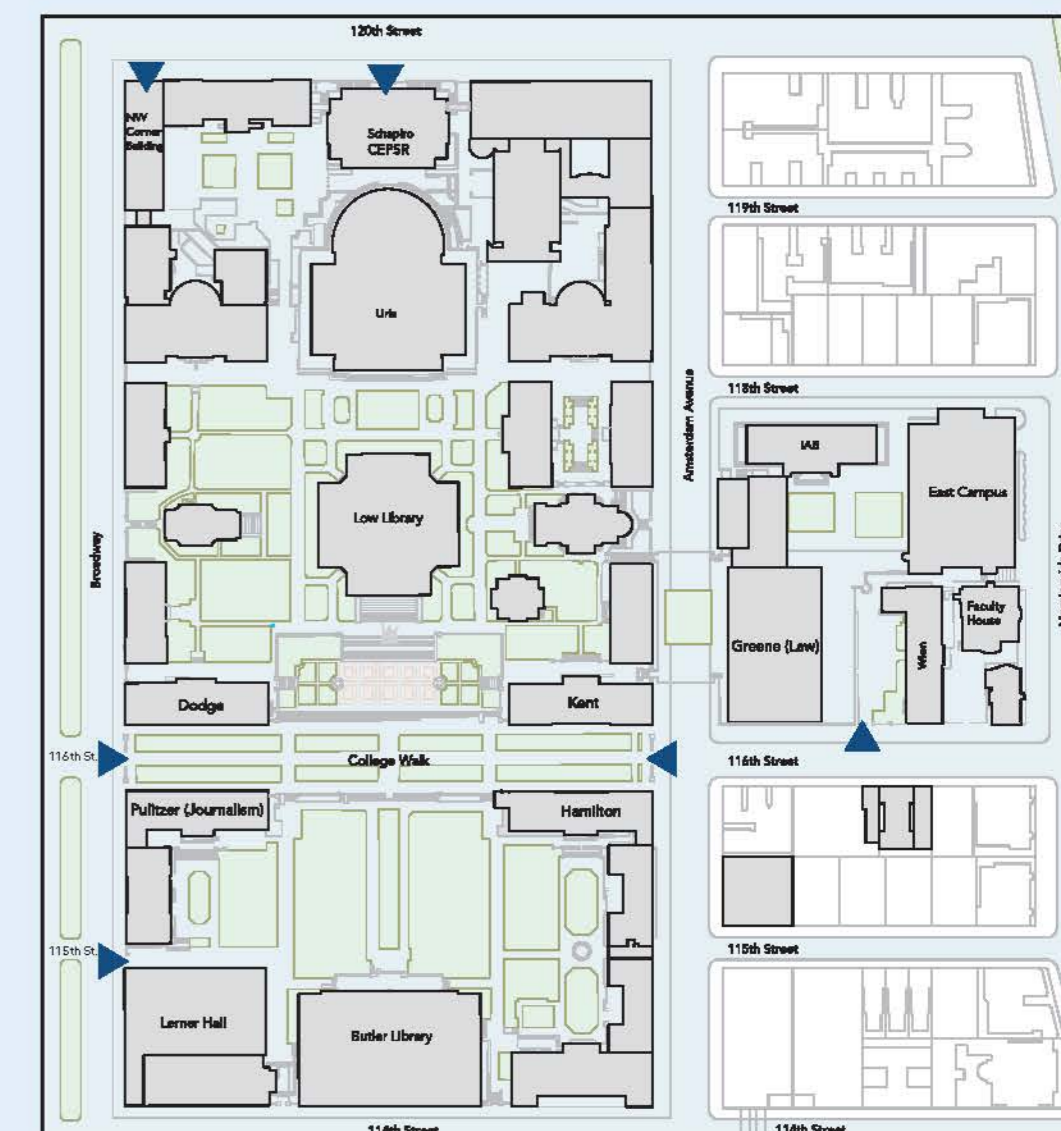 120th Street
NW
Corner
Building
Schapiro
CEPSR
119th Street
Uris
118th Street
Amsterdam Avenue
IAB
East Campus
Low Library
Broadway
Faculty
House
Greene (Law)
Wien
Dodge
Kent
116th St.
College Walk
116th Street
Pulitzer (Journalism)
Hamilton
115th St.
115th Street
Lerner Hall
Butler Library
114th Street
114th Street